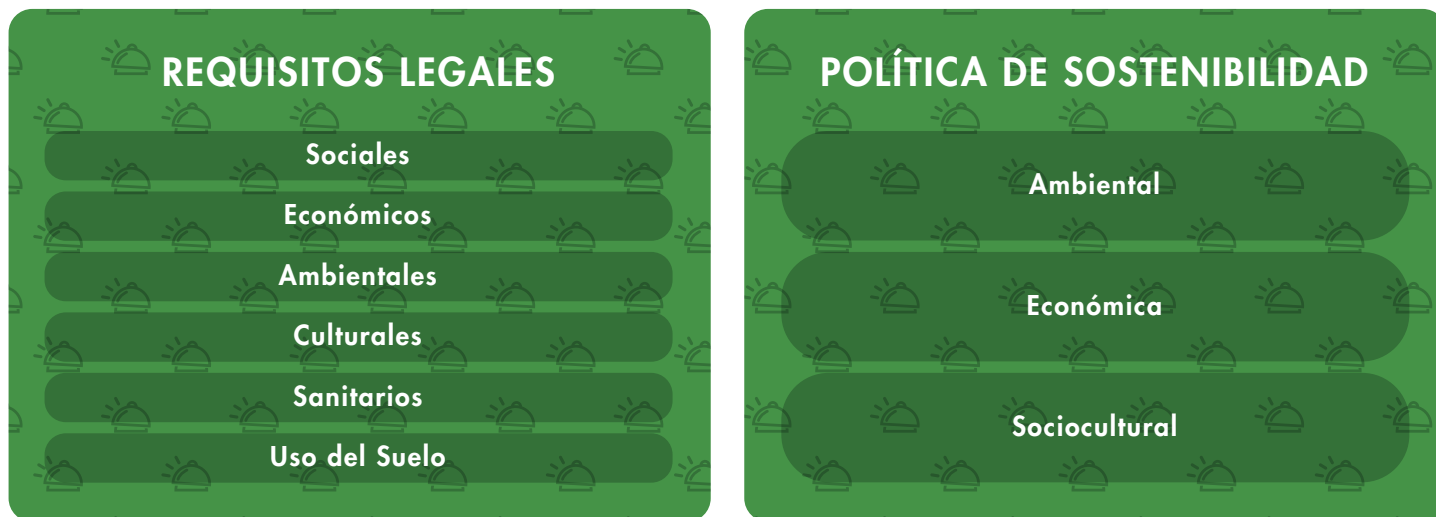 REQUISITOS LEGALES
Sociales
Económicos
Ambientales
Culturales
Sanitarios
Uso del Suelo
POLÍTICA DE SOSTENIBILIDAD
Ambiental
Económica
Sociocultural